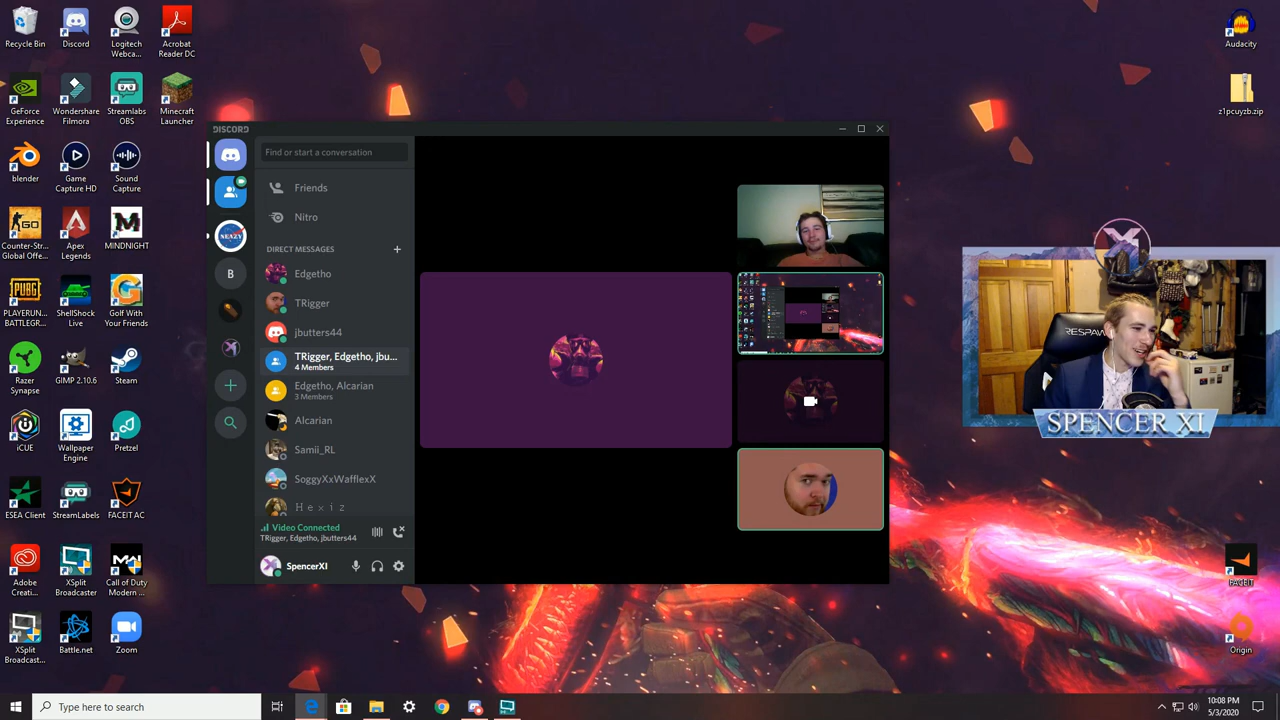 Recycle Bin
Discord
Logitech
Webca...
Acrobat
Reader DC
GeForce
Experience
Wondershare
Filmora
Streamlabs
OBS
Minecraft
Launcher
blender
Game
Capture HD
Sound
Capture
Counter-Str...
Global Offe...
Apex
Legends
MINDNIGHT
PLAYERUN...
BATTLEGR...
ShellShock
Live
Golf With
Your Friends
Razer
Synapse
GIMP 2.10.6
Steam
iCUE
Wallpaper
Engine
Pretzel
ESEA Client
StreamLabels
FACEIT AC
Adobe
Creati...
XSplit
Broadcaster
Call of Duty
Modern ...
XSplit
Broadcast...
Battle.net
Zoom
DISCORD
Find or start a conversation
Friends
Nitro
DIRECT MESSAGES
Edgetho
TRigger
jbutters44
TRigger, Edgetho, jbu...
4 Members
Edgetho, Alcarian
3 Members
Alcarian
Samii_RL
SoggyXxWafflexX
Hexiz
Video Connected
TRigger, Edgetho, jbutters44
SpencerXI
NEAZY
B
RESPAW
SPENCER XI
Audacity
z1pcuyzb.zip
FACEIT
Origin
Type here to search
10:08 PM
5/3/2020